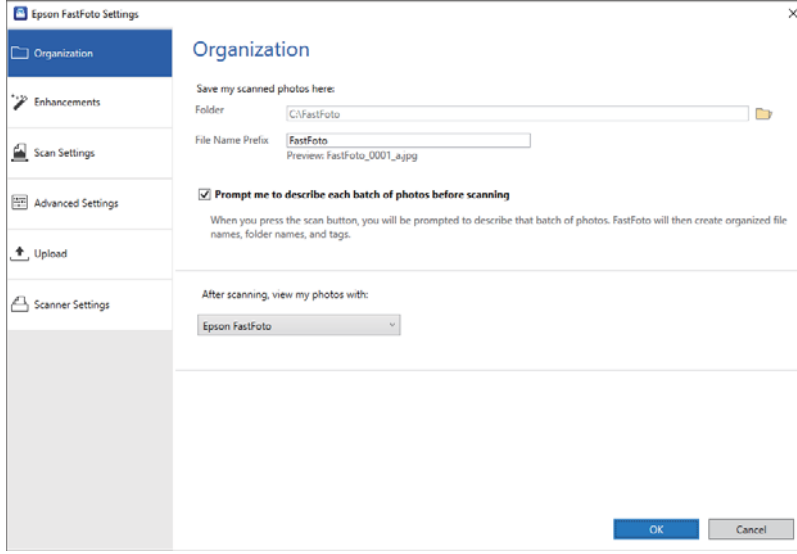 Epson FastFoto Settings
Organization
Enhancements
Scan Settings
Advanced Settings
Upload
Scanner Settings
Organization
Save my scanned photos here:
Folder C:\FastFoto
File Name Prefix FastFoto
Preview: FastFoto_0001_a.jpg
Prompt me to describe each batch of photos before scanning
When you press the scan button, you will be prompted to describe that batch of photos. FastFoto will then create organized file
names, folder names, and tags.
After scanning, view my photos with:
Epson FastFoto
OK Cancel